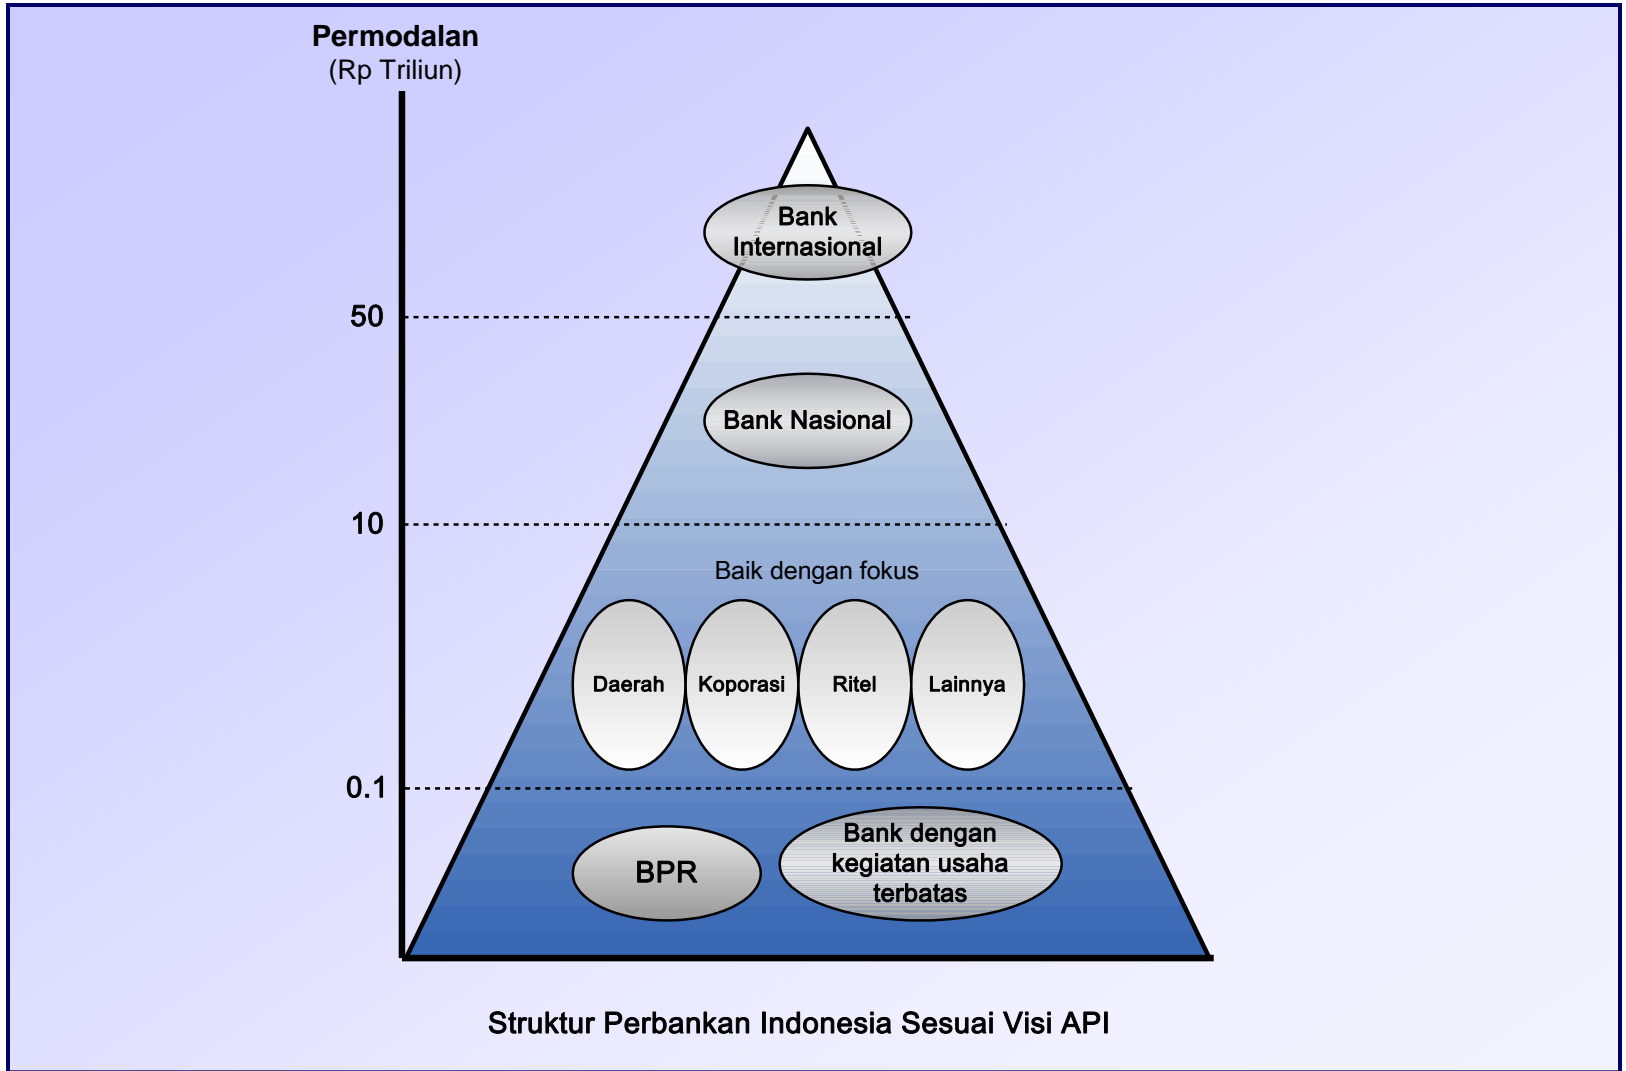 Permodalan
(Rp Triliun)
Bank
Internasional
50
Bank Nasional
10
Baik dengan fokus
Daerah
Koporasi
Ritel
Lainnya
0.1
BPR
Bank dengan
kegiatan usaha
terbatas
Struktur Perbankan Indonesia Sesuai Visi API